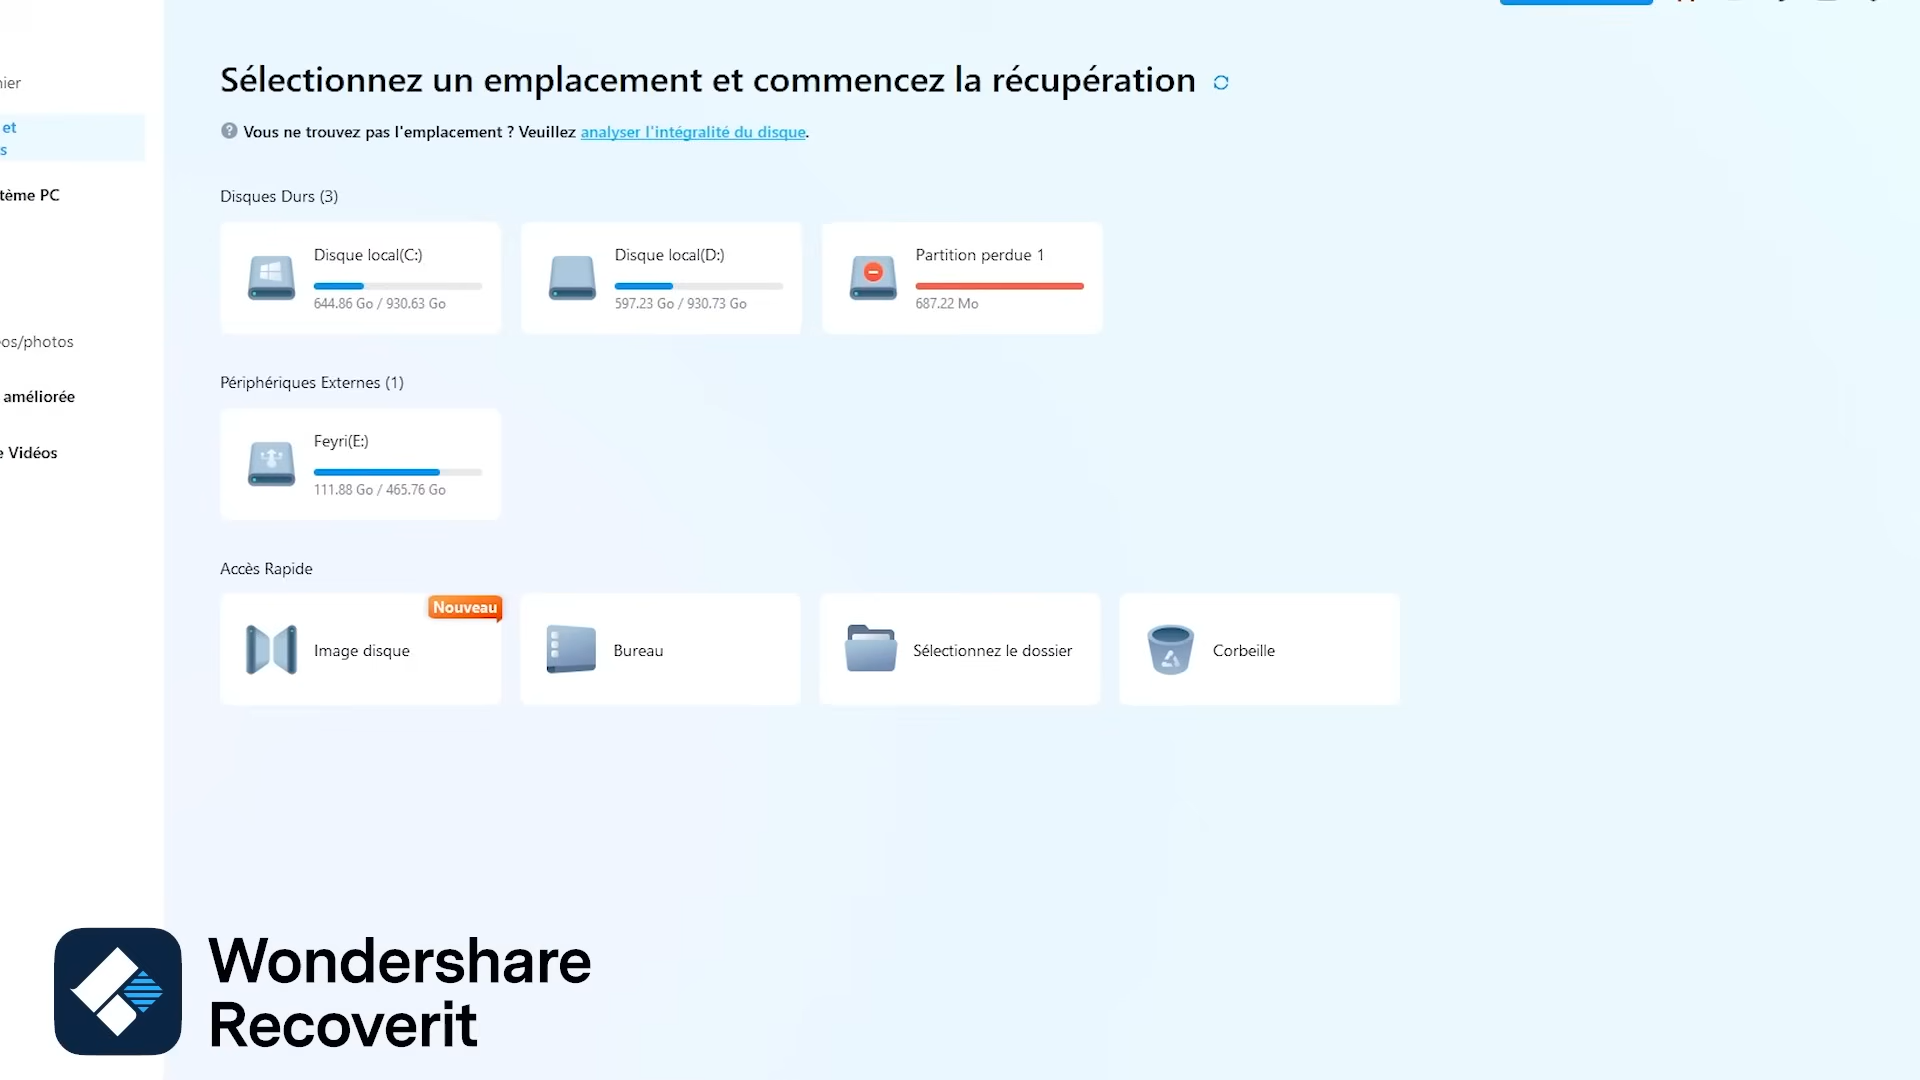 Sélectionnez un emplacement et commencez la récupération
Vous ne trouvez pas l'emplacement ? Veuillez analyser l'intégralité du disque.
et
tème PC
os/photos
améliorée
e Vidéos
Disques Durs (3)
Disque local(C:)
644.86 Go / 930.63 Go
Disque local(D:)
597.23 Go / 930.73 Go
Partition perdue 1
687.22 Mo
Périphériques Externes (1)
Feyri(E:)
111.88 Go / 465.76 Go
Accès Rapide
Nouveau
Image disque
Bureau
Sélectionnez le dossier
Corbeille
Wondershare
Recoverit